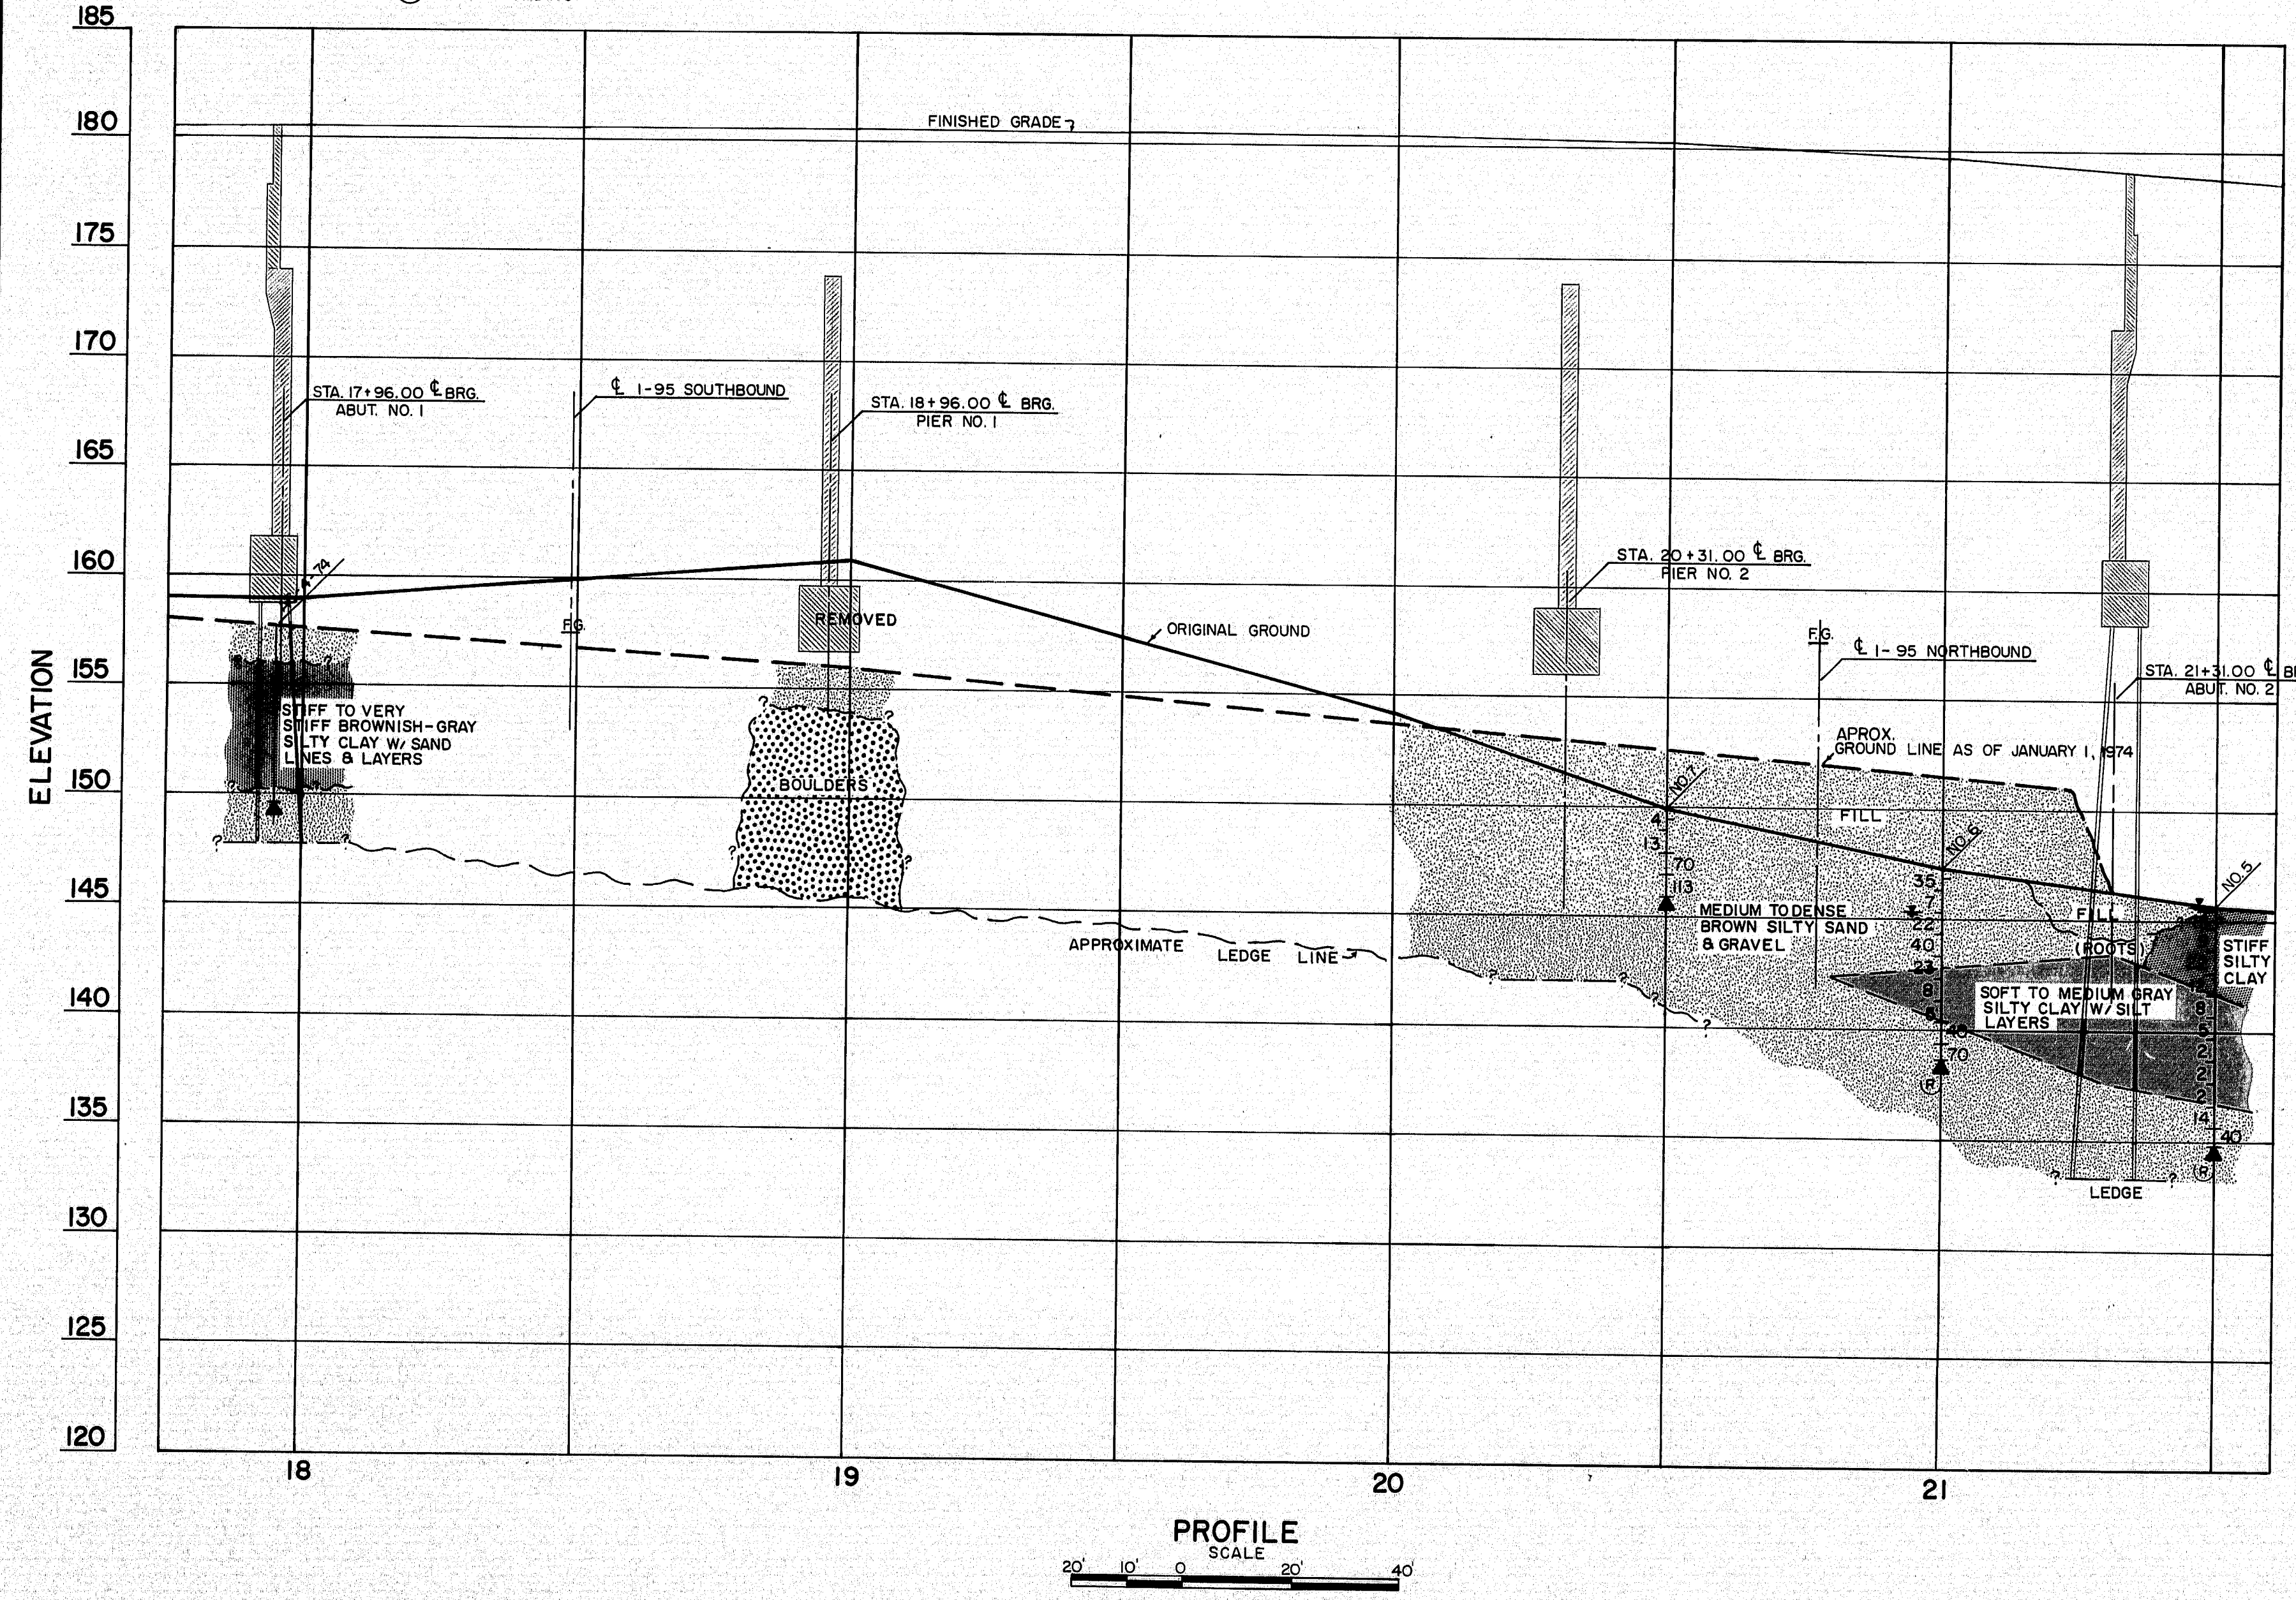 185
180
175
170
165
160
155
150
145
140
135
130
125
120
ELEVATION
FINISHED GRADE
STA. 17+96.00 ℄ BRG.
ABUT. NO. 1
℄ 1-95 SOUTHBOUND
STA. 18+96.00 ℄ BRG.
PIER NO. 1
STA. 20+31.00 ℄ BRG.
PIER NO. 2
F.G.
REMOVED
ORIGINAL GROUND
F.G.
℄ 1-95 NORTHBOUND
STA. 21+31.00 ℄
ABUT. NO. 2
STIFF TO VERY
STIFF BROWNISH-GRAY
SILTY CLAY W/ SAND
LINES & LAYERS
BOULDERS
APROX.
GROUND LINE AS OF JANUARY 1, 1974
FILL
NO. 7
4
13
70
113
NO. 6
35
7
22
40
23
8
40
70
R
NO. 5
MEDIUM TO DENSE
BROWN SILTY SAND
& GRAVEL
FILL
(ROOTS)
STIFF
SILTY
CLAY
SOFT TO MEDIUM GRAY
SILTY CLAY W/ SILT
LAYERS
8
5
2
2
2
14
40
R
APPROXIMATE LEDGE LINE
LEDGE
18
19
20
21
PROFILE
SCALE
20' 10' 0 20' 40'